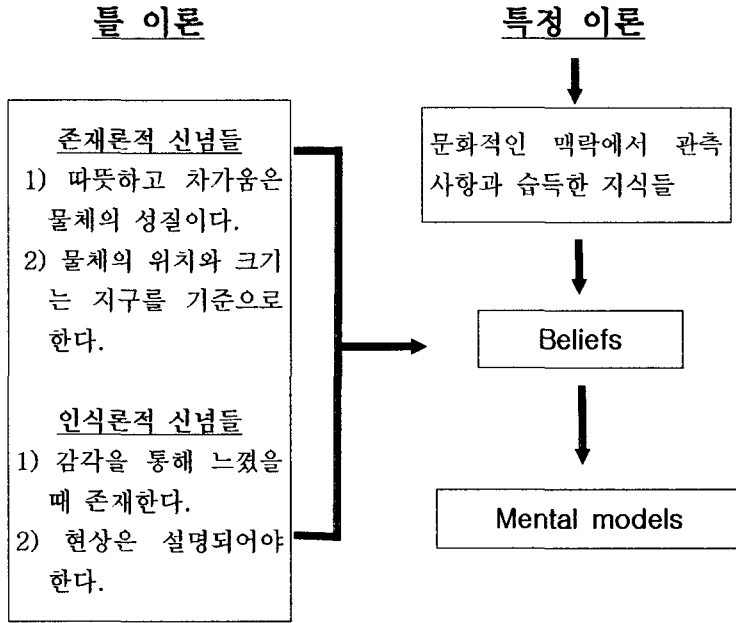 틀 이론
존재론적 신념들
1) 따뜻하고 차가움은
물체의 성질이다.
2) 물체의 위치와 크기
는 지구를 기준으로
한다.
인식론적 신념들
1) 감각을 통해 느꼈을
때 존재한다.
2) 현상은 설명되어야
한다.
특정 이론
문화적인 맥락에서 관측
사항과 습득한 지식들
Beliefs
Mental models